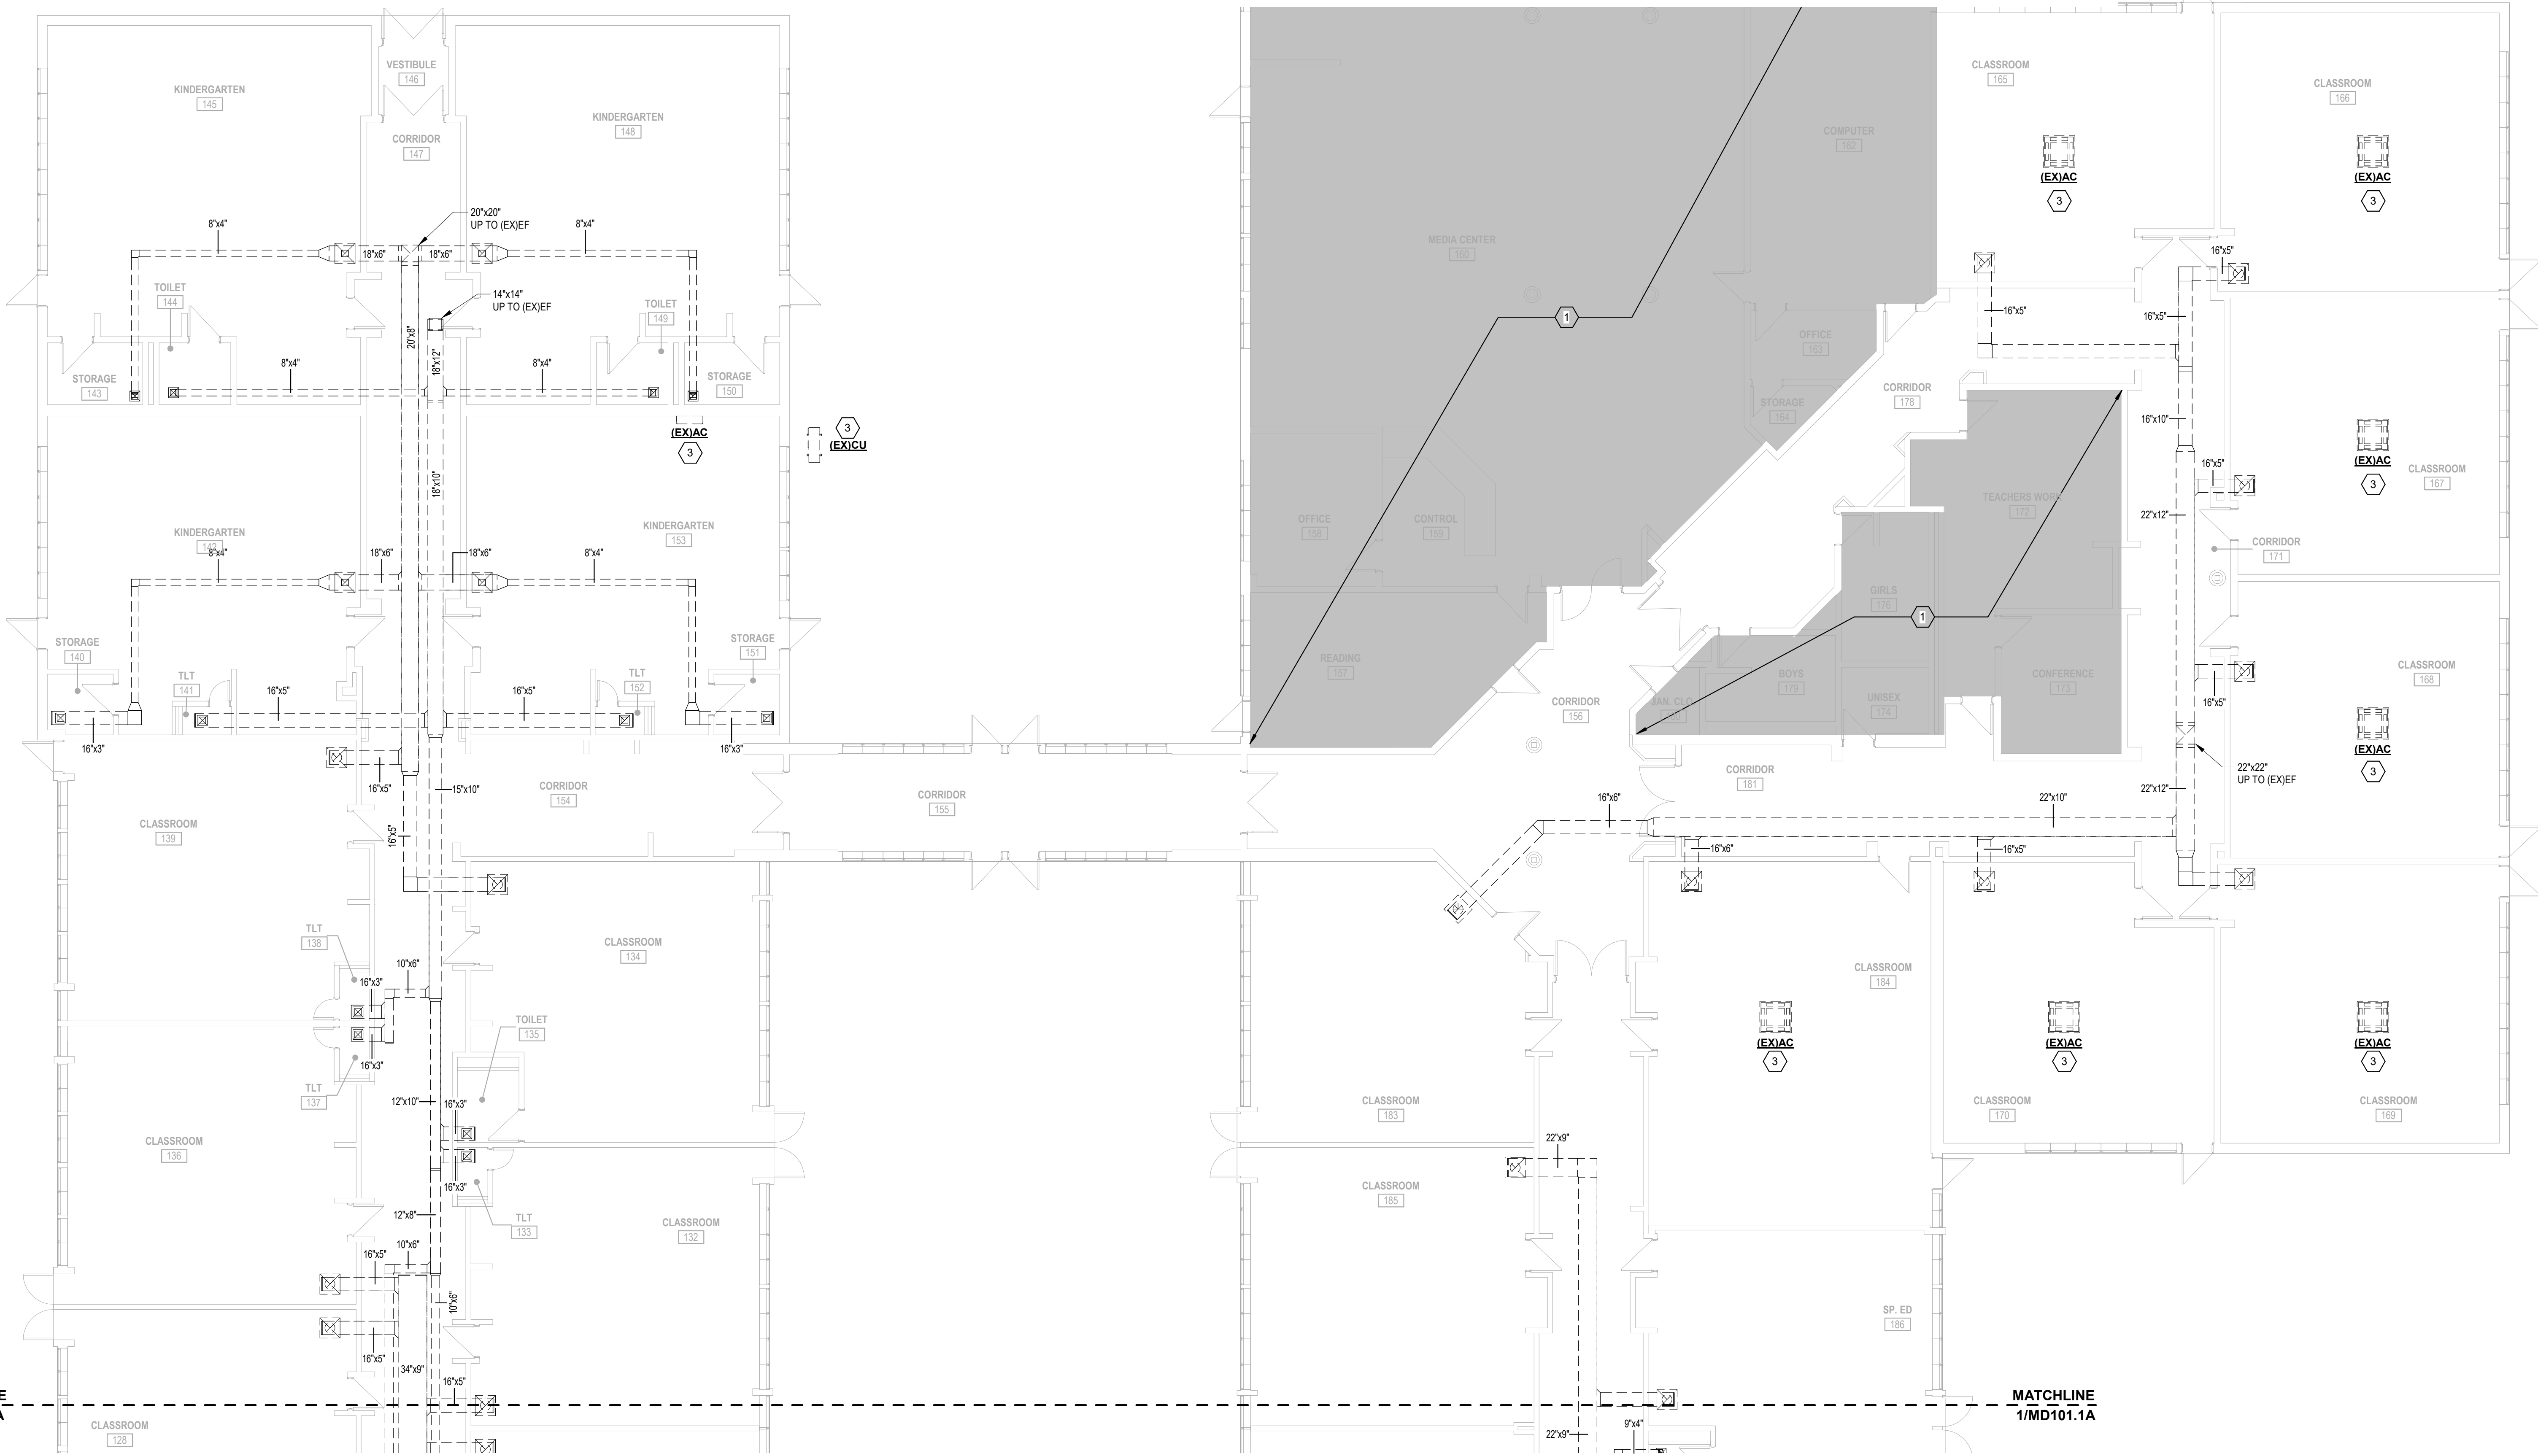 VESTIBULE
146
KINDERGARTEN
145
KINDERGARTEN
148
CORRIDOR
147
20"x20"
UP TO (EX)EF
8"x4"
8"x4"
18"x6"
18"x6"
14"x14"
UP TO (EX)EF
TOILET
144
TOILET
149
20"x8"
18"x12"
8"x4"
8"x4"
STORAGE
143
STORAGE
150
(EX)AC
3
3
(EX)CU
18"x10"
KINDERGARTEN
142
8"x4"
KINDERGARTEN
153
18"x6"
18"x6"
8"x4"
STORAGE
140
STORAGE
151
TLT
141
TLT
152
16"x5"
16"x5"
16"x3"
16"x3"
16"x5"
15"x10"
CORRIDOR
154
CORRIDOR
155
CLASSROOM
139
16"x5"
CLASSROOM
134
TLT
138
10"x6"
16"x3"
16"x3"
TOILET
135
TLT
137
12"x10"
16"x3"
16"x3"
CLASSROOM
136
12"x8"
TLT
133
CLASSROOM
132
10"x6"
16"x5"
10"x6"
16"x5"
34"x9"
16"x5"
CLASSROOM
128
MEDIA CENTER
160
COMPUTER
162
1
OFFICE
163
STORAGE
164
OFFICE
158
CONTROL
159
READING
157
CORRIDOR
178
TEACHERS WORK
172
GIRLS
176
1
BOYS
179
UNISEX
174
CONFERENCE
173
JAN. CLO.
CORRIDOR
156
CORRIDOR
181
CLASSROOM
165
CLASSROOM
166
(EX)AC
3
(EX)AC
3
16"x5"
16"x5"
16"x5"
16"x10"
(EX)AC
3
CLASSROOM
167
16"x5"
22"x12"
CORRIDOR
171
CLASSROOM
168
16"x5"
(EX)AC
3
22"x22"
UP TO (EX)EF
22"x12"
22"x10"
16"x6"
16"x6"
16"x5"
CLASSROOM
184
(EX)AC
3
(EX)AC
3
(EX)AC
3
CLASSROOM
183
CLASSROOM
170
CLASSROOM
169
22"x9"
CLASSROOM
185
SP. ED
186
22"x9"
9"x4"
E
A
MATCHLINE
1/MD101.1A